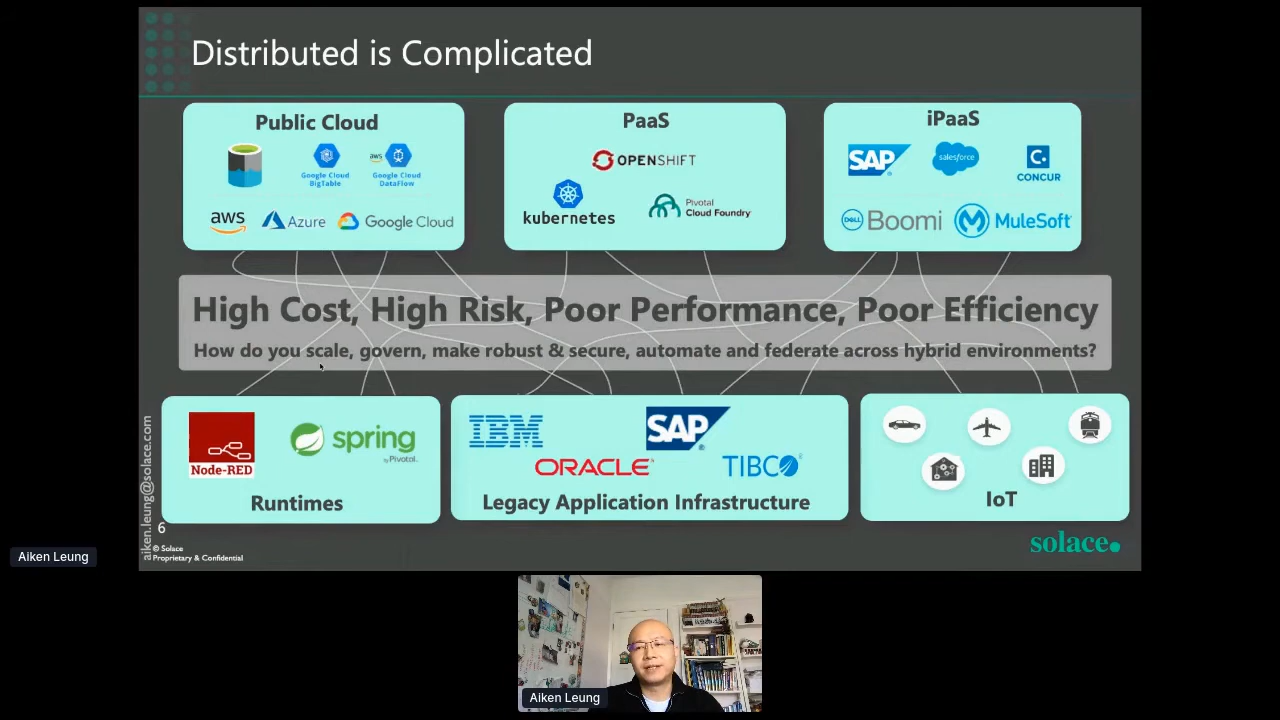 Distributed is Complicated
Public Cloud
Google Cloud
BigTable
aws
Google Cloud
DataFlow
aws
Azure
Google Cloud
PaaS
OPENSHIFT
kubernetes
Pivotal
Cloud Foundry
iPaaS
SAP
salesforce
C.
CONCUR
DELL
Boomi
MuleSoft
High Cost, High Risk, Poor Performance, Poor Efficiency
How do you scale, govern, make robust & secure, automate and federate across hybrid environments?
Node-RED
spring
by Pivotal
Runtimes
IBM
SAP
ORACLE
TIBCO
Legacy Application Infrastructure
IoT
aiken.leung@solace.com
6
© Solace
Proprietary & Confidential
solace.
Aiken Leung
Aiken Leung